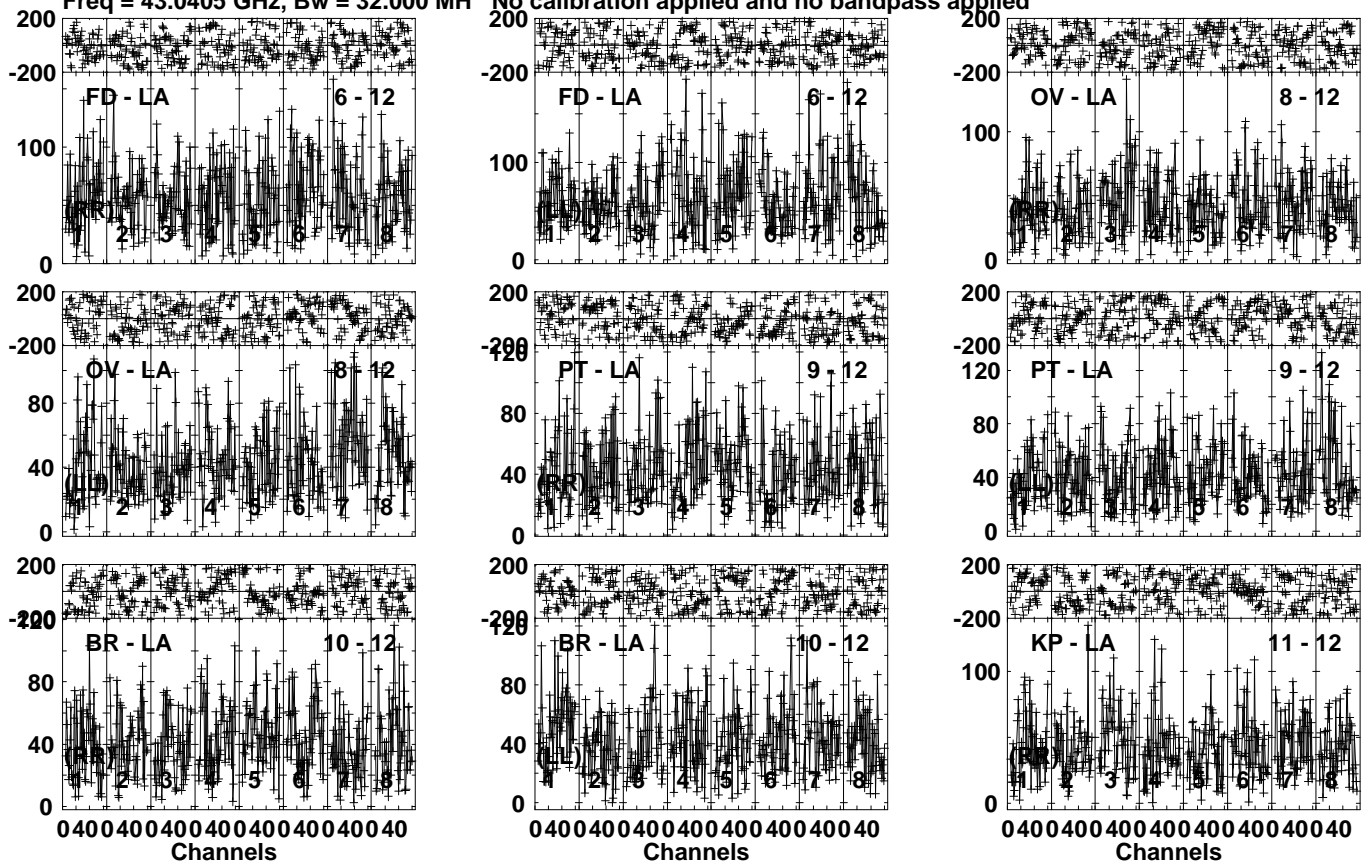 Freq = 43.0405 GHz, Bw = 32.000 MH No calibration applied and no bandpass applied
200
-200
FD - LA 6 - 12
100
(RR)
1 2 3 4 5 6 7 8
0
200
-200
FD - LA 6 - 12
100
(LL)
1 2 3 4 5 6 7 8
0
200
-200
OV - LA 8 - 12
100
(RR)
1 2 3 4 5 6 7 8
0
200
-200
OV - LA 8 - 12
80
40
(LL)
1 2 3 4 5 6 7 8
0
200
-200
120
PT - LA 9 - 12
80
40
(RR)
1 2 3 4 5 6 7 8
0
200
-200
120
PT - LA 9 - 12
80
40
(LL)
1 2 3 4 5 6 7 8
0
200
-200
120
BR - LA 10 - 12
80
40
(RR)
1 2 3 4 5 6 7 8
0
0 40 0 40 0 40 0 40 0 40 0 40 0 40 0 40
Channels
200
-200
120
BR - LA 10 - 12
80
40
(LL)
1 2 3 4 5 6 7 8
0
0 40 0 40 0 40 0 40 0 40 0 40 0 40 0 40
Channels
200
-200
KP - LA 11 - 12
100
(RR)
1 2 3 4 5 6 7 8
0
0 40 0 40 0 40 0 40 0 40 0 40 0 40 0 40
Channels